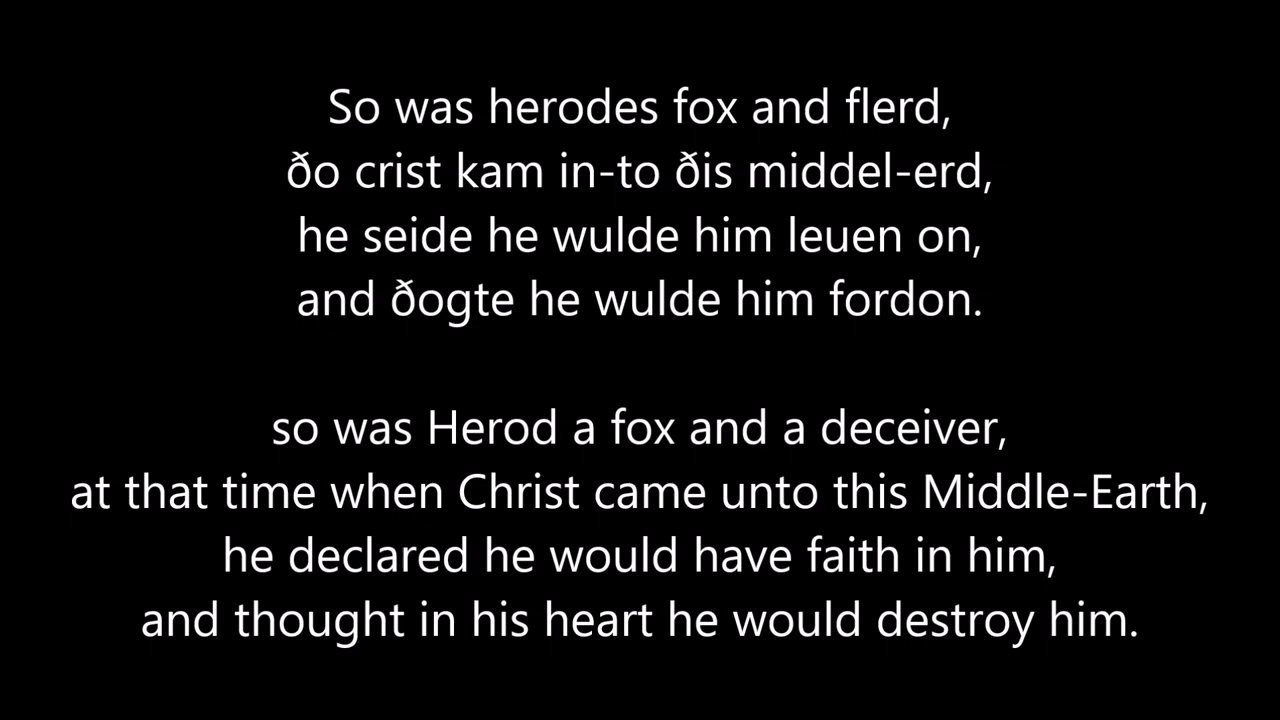 So was herodes fox and flerd,
ðo crist kam in-to ðis middel-erd,
he seide he wulde him leuen on,
and ðogte he wulde him fordon.
so was Herod a fox and a deceiver,
at that time when Christ came unto this Middle-Earth,
he declared he would have faith in him,
and thought in his heart he would destroy him.